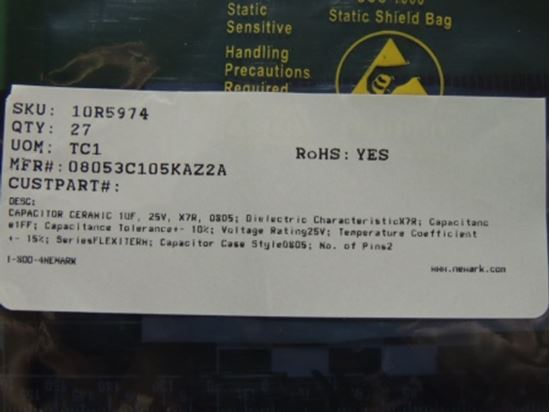 Static
Sensitive
Static Shield Bag
Handling
Precautions
Required
SKU: 10R5974
QTY: 27
UOM: TC1
RoHS: YES
MFR#: 08053C105KAZ2A
CUSTPART#:
DESC:
CAPACITOR CERAMIC 1UF, 25V, X7R, 0805; Dielectric CharacteristicX7R; Capacitanc
e1FF; Capacitance Tolerance+- 10%; Voltage Rating25V; Temperature Coefficient
+- 15%; SeriesFLEXITERM; Capacitor Case Style0805; No. of Pins2
1-800-4NEWARK
www.newark.com